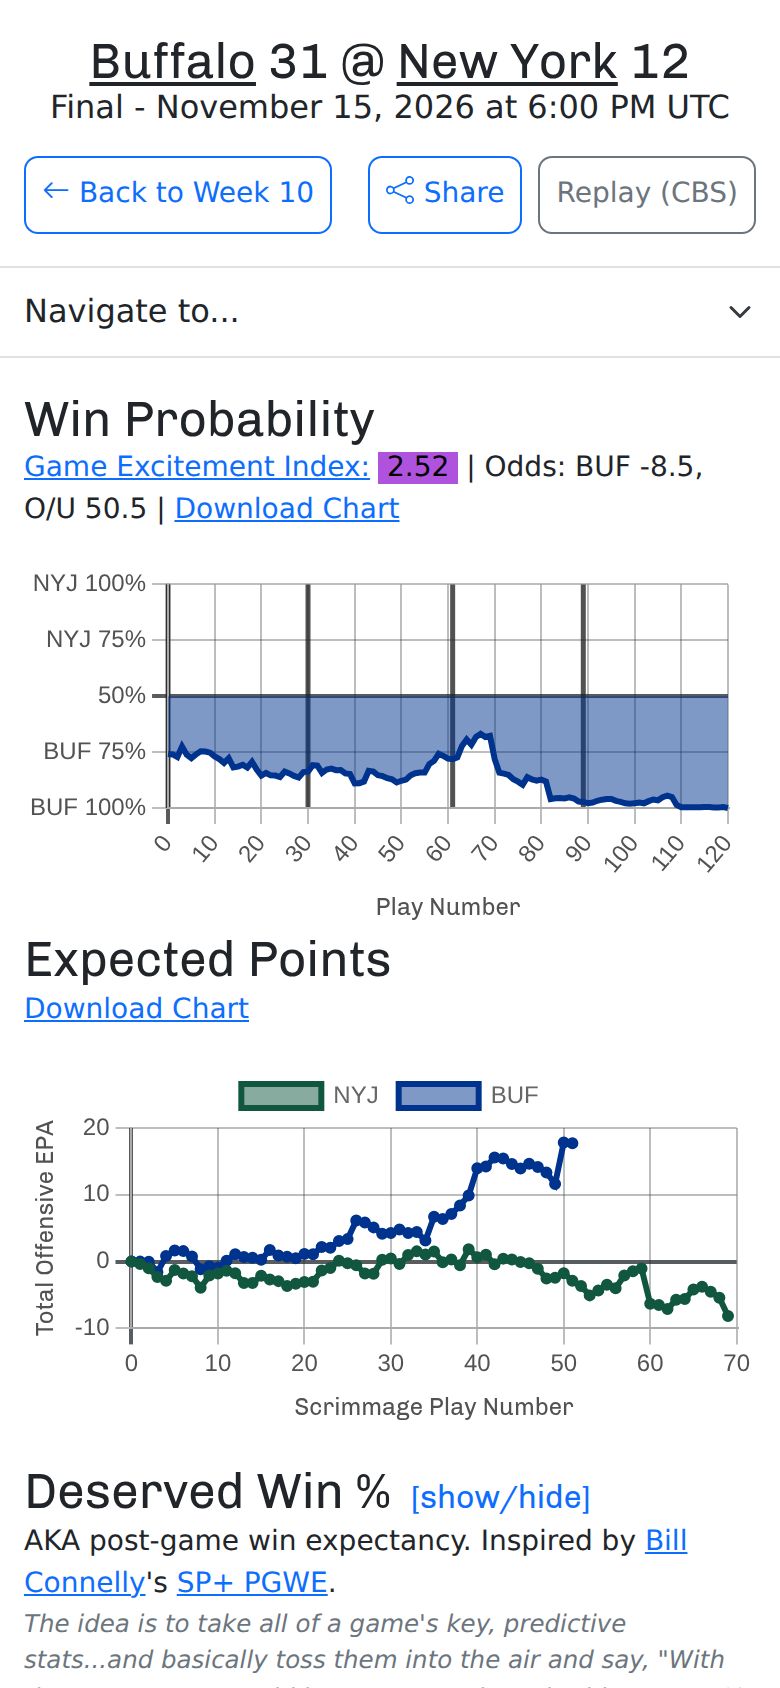 Buffalo 31 @ New York 12
Final - November 15, 2026 at 6:00 PM UTC
← Back to Week 10
Share
Replay (CBS)
Navigate to...
Win Probability
Game Excitement Index: 2.52 | Odds: BUF -8.5,
O/U 50.5 | Download Chart
NYJ 100%
NYJ 75%
50%
BUF 75%
BUF 100%
0 10 20 30 40 50 60 70 80 90 100 110 120
Play Number
Expected Points
Download Chart
NYJ BUF
Total Offensive EPA
20
10
0
-10
0 10 20 30 40 50 60 70
Scrimmage Play Number
Deserved Win % [show/hide]
AKA post-game win expectancy. Inspired by Bill
Connelly's SP+ PGWE.
The idea is to take all of a game's key, predictive
stats...and basically toss them into the air and say, "With